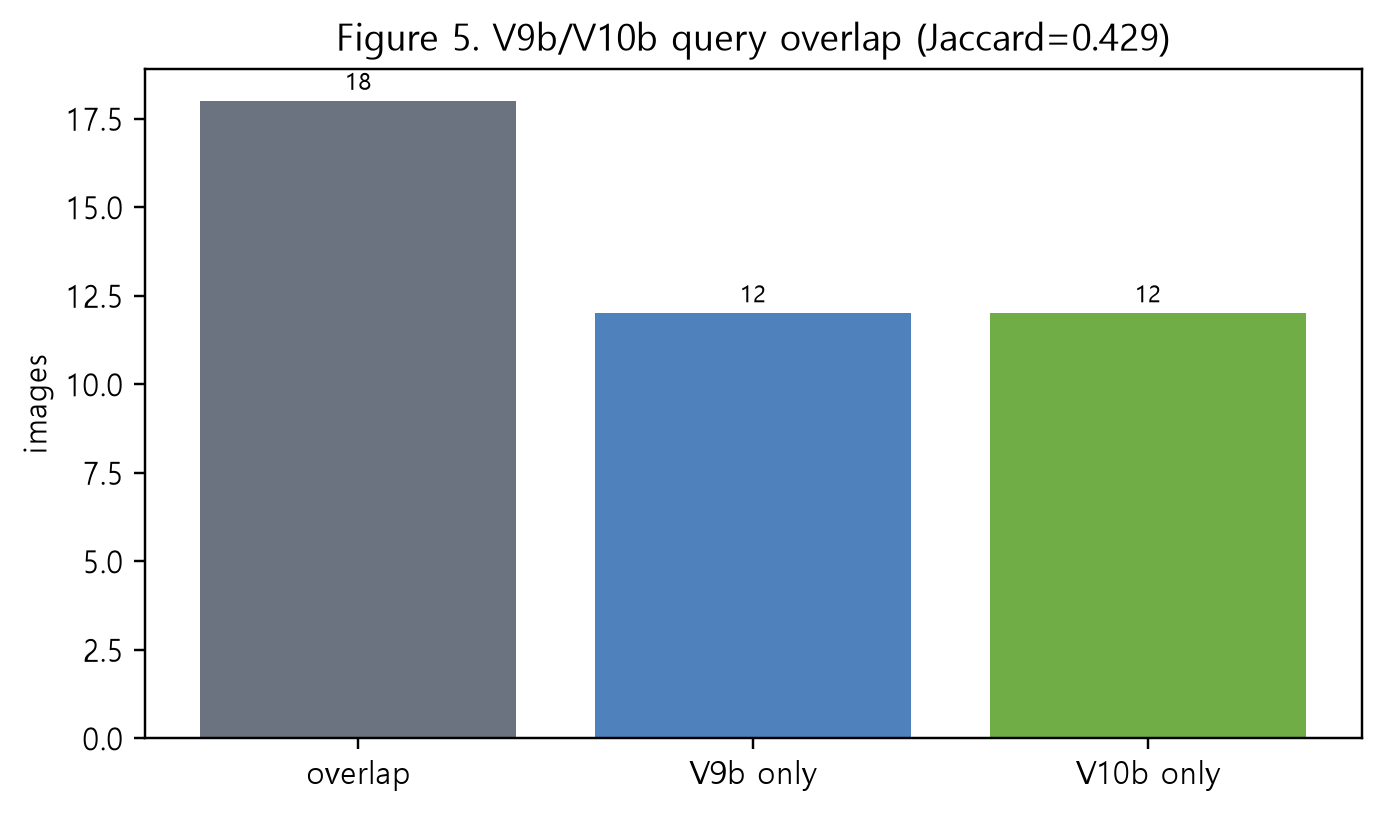 Figure 5. V9b/V10b query overlap (Jaccard=0.429)
18
12
12
17.5
15.0
12.5
10.0
7.5
5.0
2.5
0.0
images
overlap
V9b only
V10b only